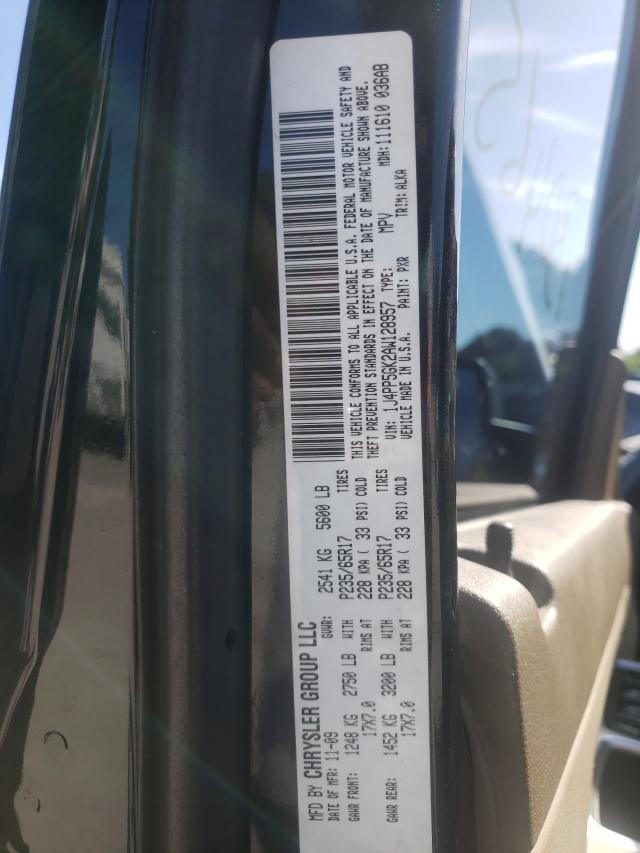 MFD BY CHRYSLER GROUP LLC
DATE OF MFR 11-09 GVWR: 2541 KG 5600 LB
GAWR FRONT: 1248 KG 2750 LB WITH P235/65R17 TIRES
17X7.0 RIMS AT 228 KPA ( 33 PSI) COLD
GAWR REAR: 1452 KG 3200 LB WITH P235/65R17 TIRES
17X7.0 RIMS AT 228 KPA ( 33 PSI) COLD
THIS VEHICLE CONFORMS TO ALL APPLICABLE U.S.A. FEDERAL MOTOR VEHICLE SAFETY AND
THEFT PREVENTION STANDARDS IN EFFECT ON THE DATE OF MANUFACTURE SHOWN ABOVE.
VIN: 1J4PP5GK2AW128957 TYPE: MPV MDH:111610 036AB
VEHICLE MADE IN U.S.A. PAINT: PXR TRIM: ALKA